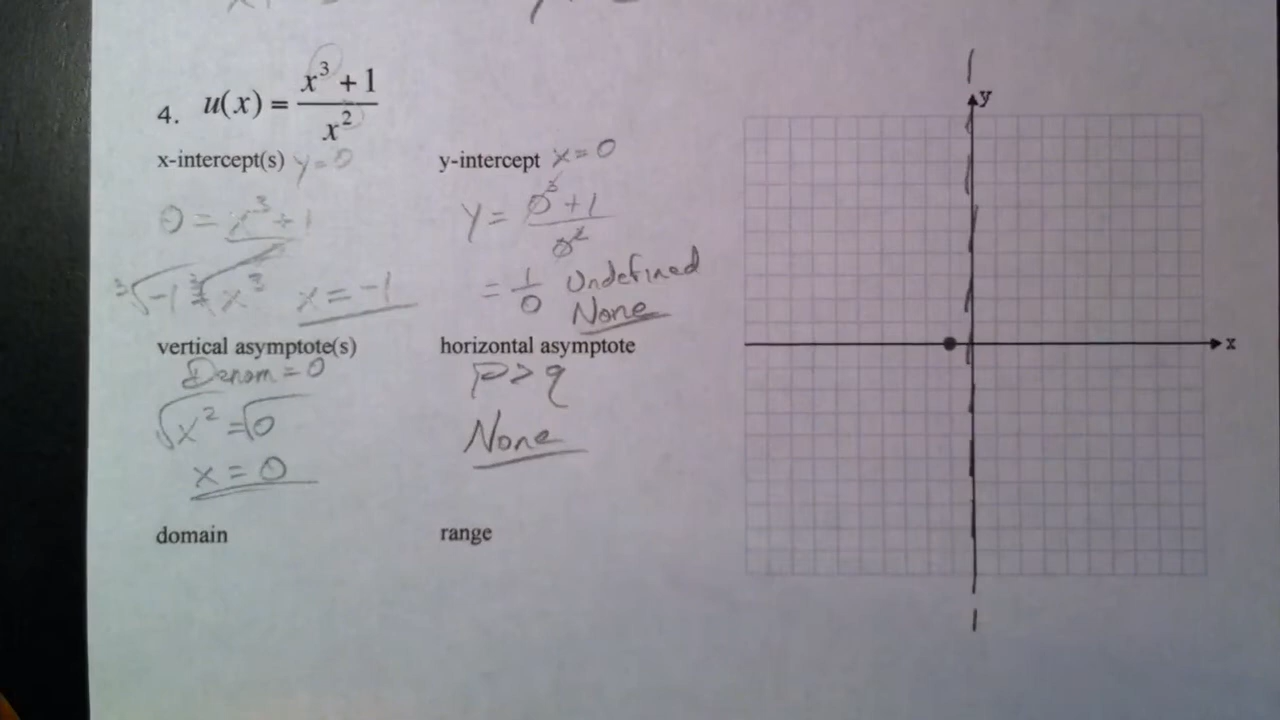 4. u(x) = x³ + 1 / x²
x-intercept(s) y = 0
0 = x³ + 1
∛-1 = ∛x³ x = -1
y-intercept x = 0
y = 0³ + 1 / 0²
= 1/0 Undefined
None
vertical asymptote(s)
Denom = 0
√x² = √0
x = 0
horizontal asymptote
P > q
None
domain
range
y
x